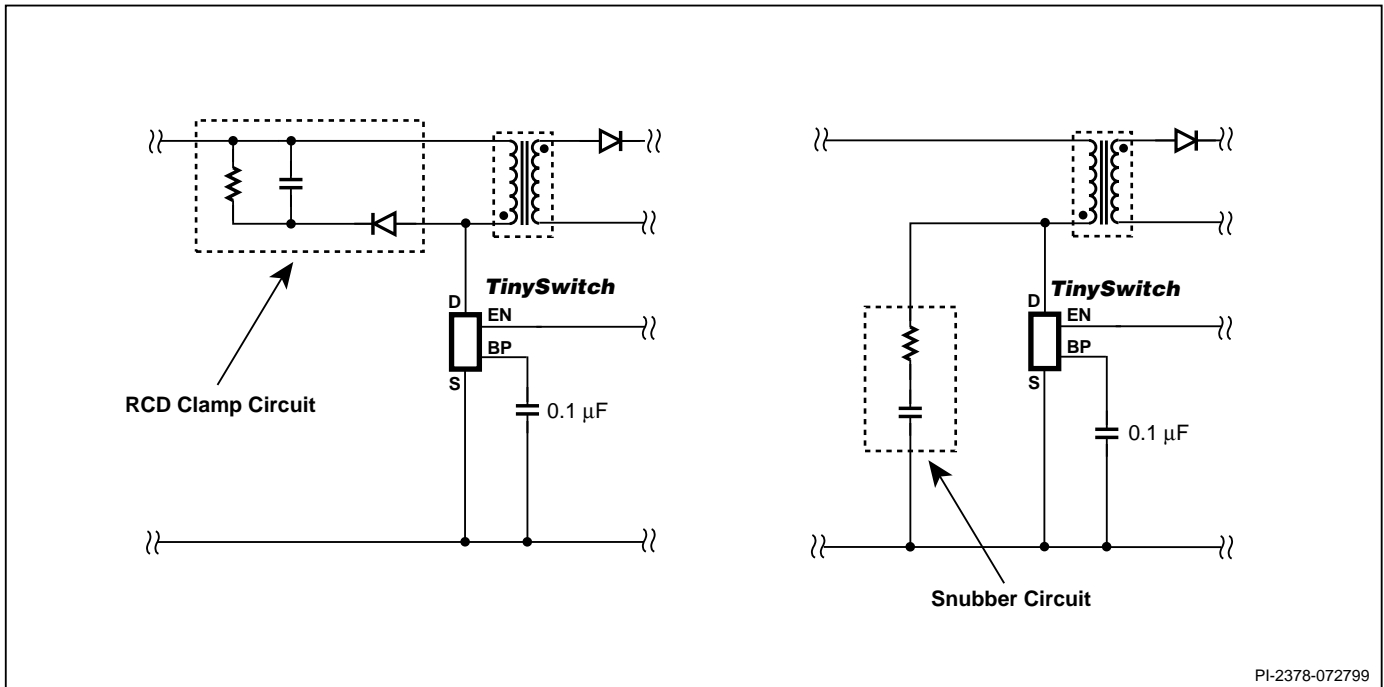 TinySwitch
D
EN
BP
S
0.1 µF
RCD Clamp Circuit
TinySwitch
D
EN
BP
S
0.1 µF
Snubber Circuit
PI-2378-072799